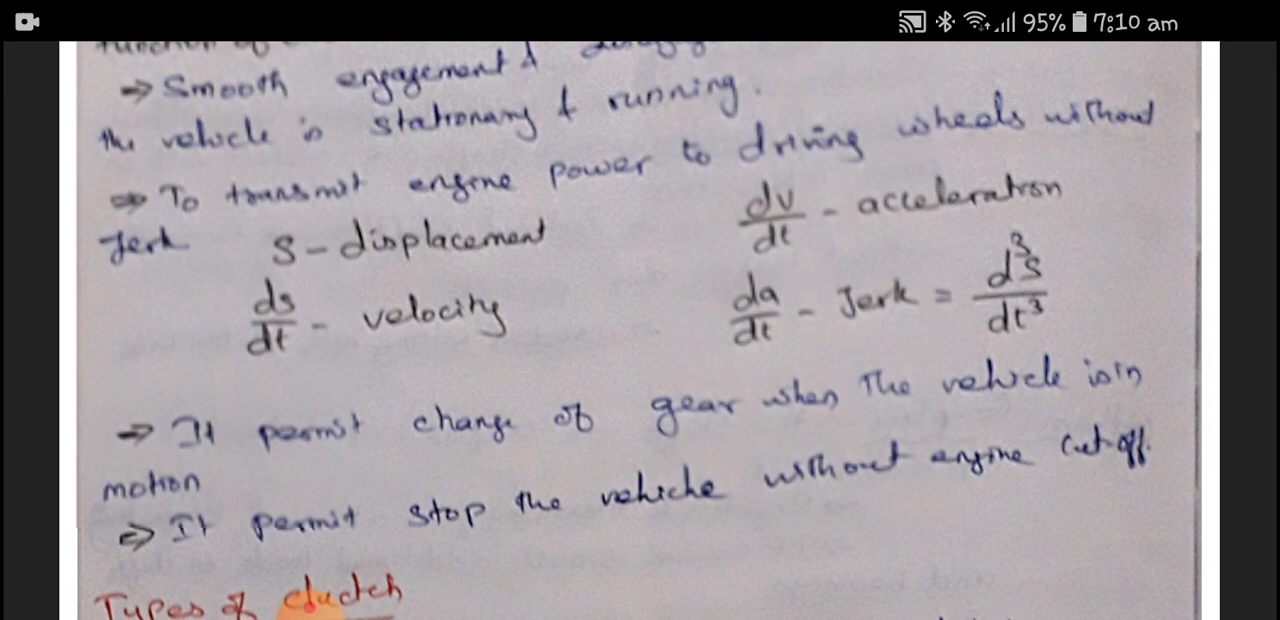 95% 7:10 am
function of
⇒ Smooth engagement &
the vehicle is stationary & running.
⇒ To transmit engine power to driving wheels without
Jerk S - displacement dv/dt - acceleration
ds/dt - velocity da/dt - Jerk = d³s/dt³
⇒ It permit change of gear when The vehicle is in
motion
⇒ It permit stop the vehicle without engine cut off.
Types of clutch